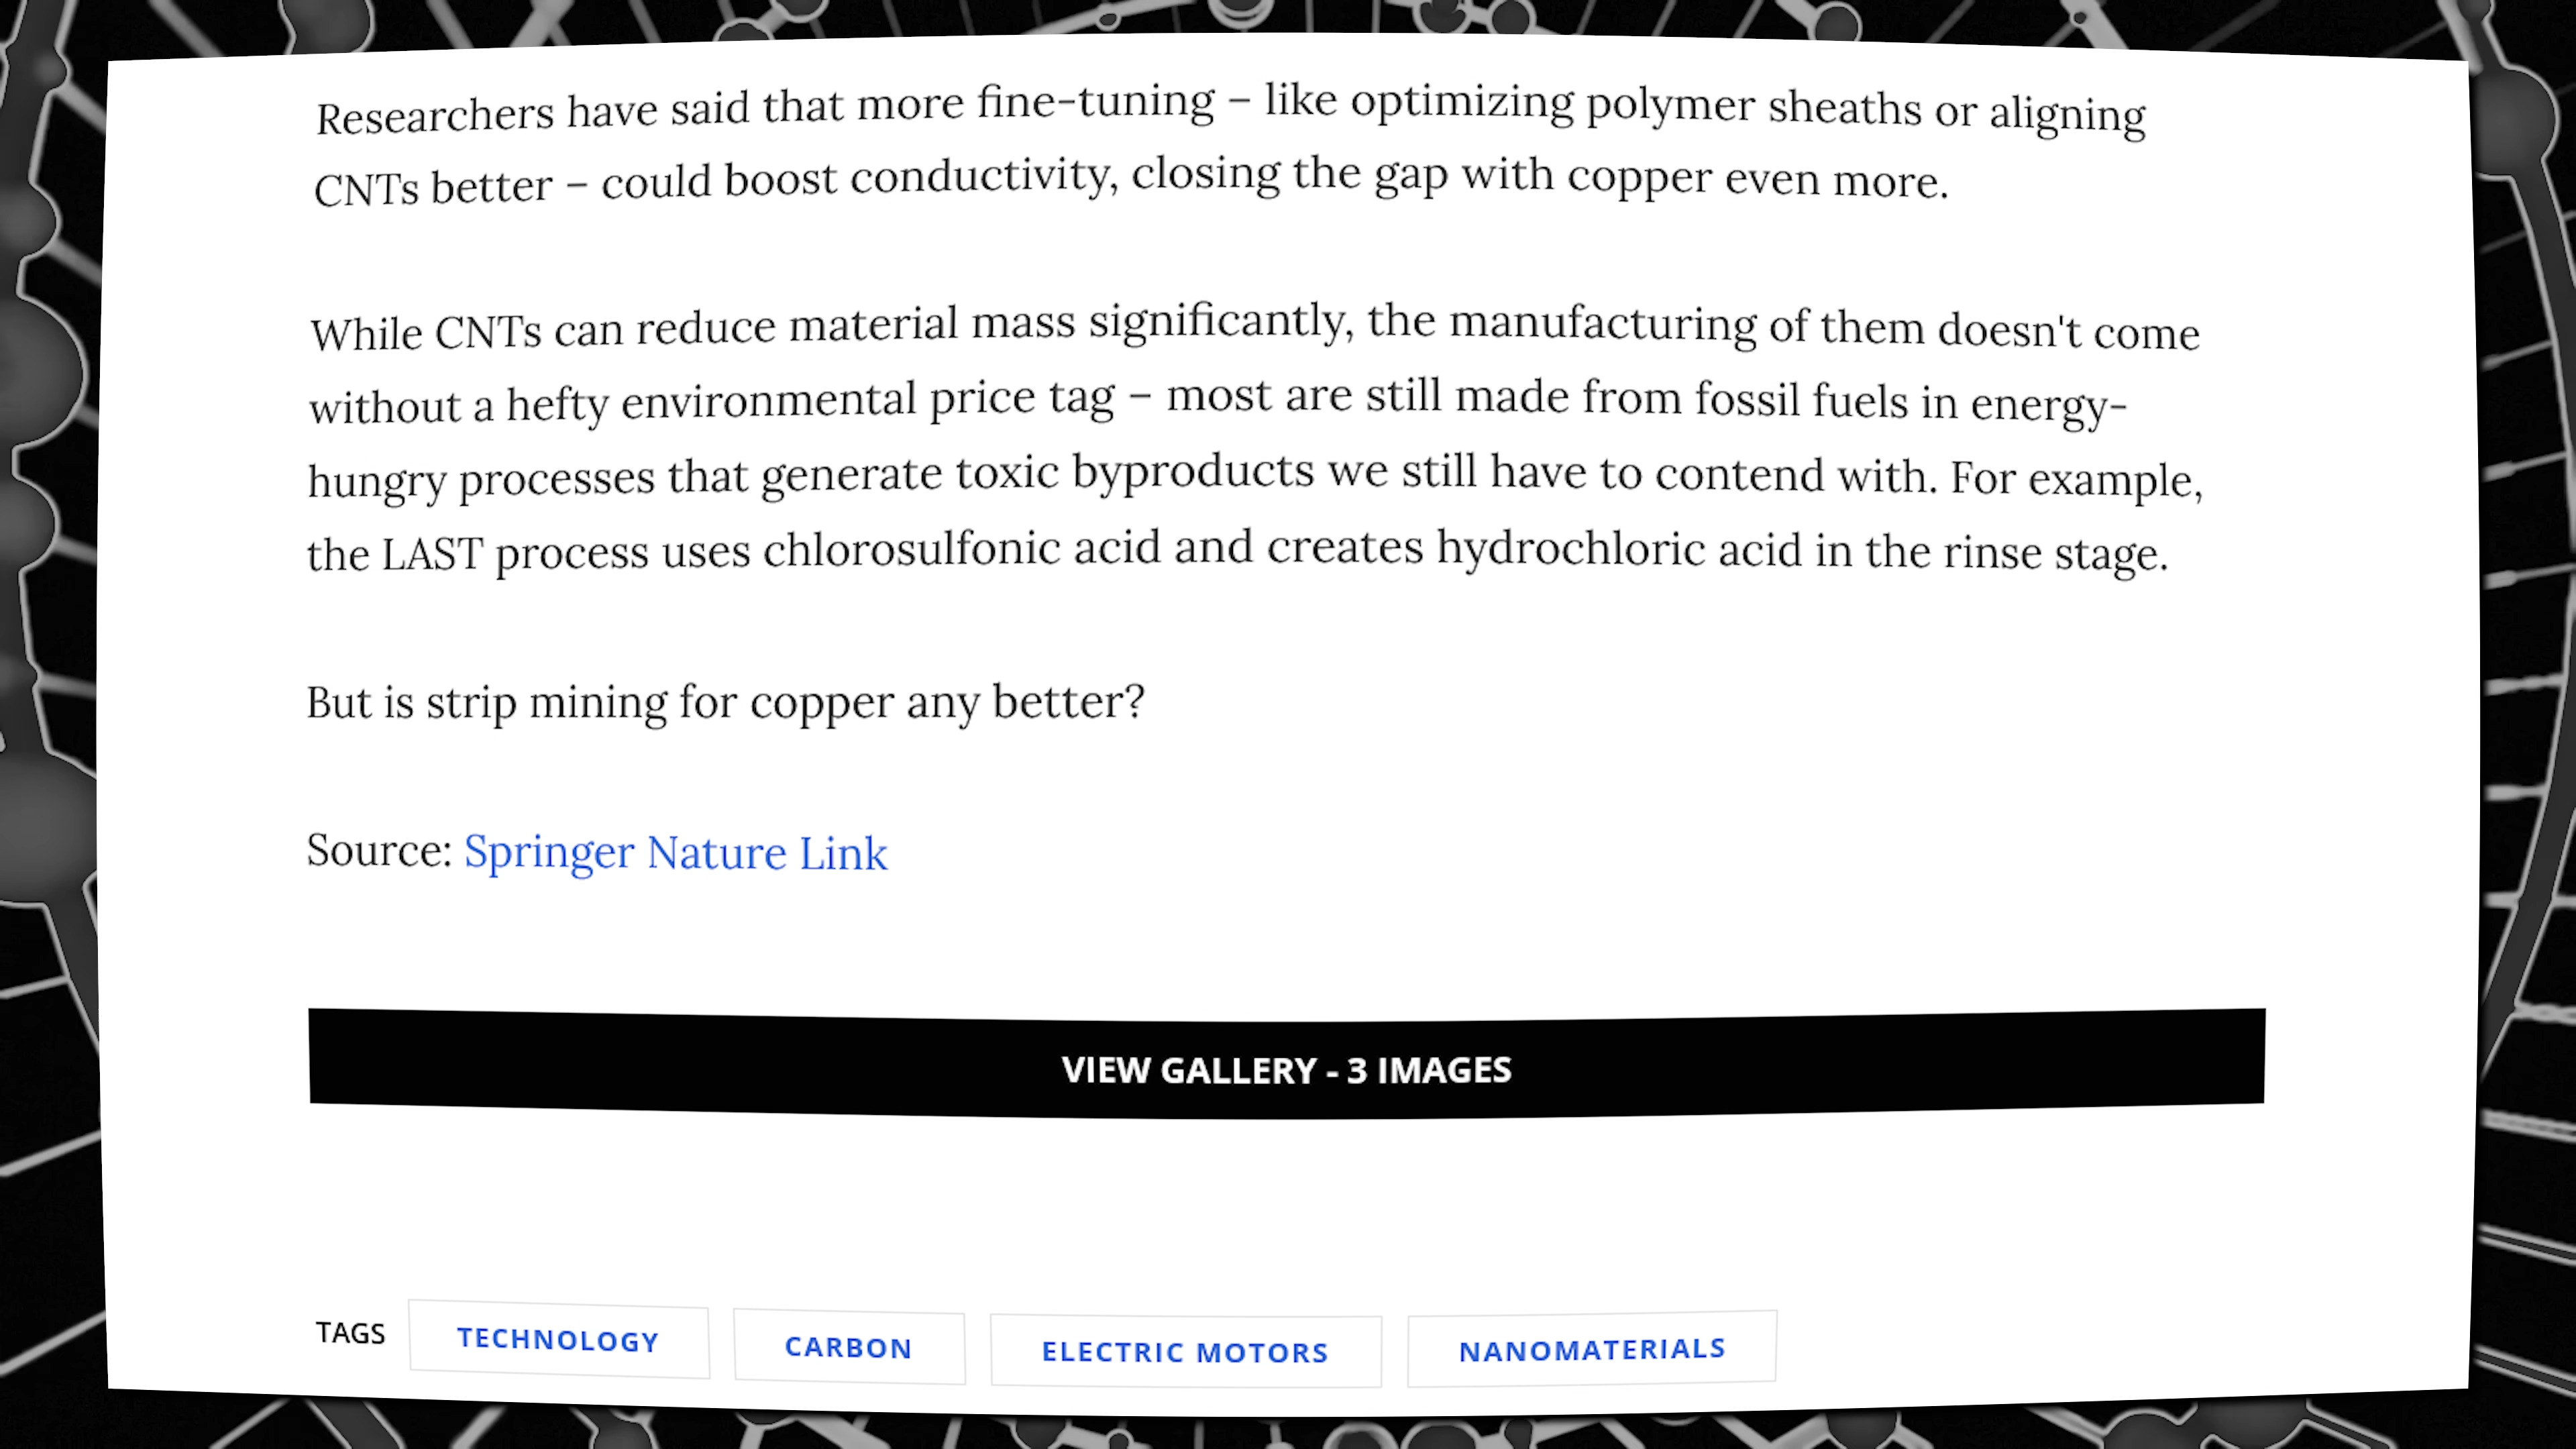 Researchers have said that more fine-tuning – like optimizing polymer sheaths or aligning
CNTs better – could boost conductivity, closing the gap with copper even more.
While CNTs can reduce material mass significantly, the manufacturing of them doesn't come
without a hefty environmental price tag – most are still made from fossil fuels in energy-
hungry processes that generate toxic byproducts we still have to contend with. For example,
the LAST process uses chlorosulfonic acid and creates hydrochloric acid in the rinse stage.
But is strip mining for copper any better?
Source: Springer Nature Link
VIEW GALLERY - 3 IMAGES
TAGS TECHNOLOGY CARBON ELECTRIC MOTORS NANOMATERIALS